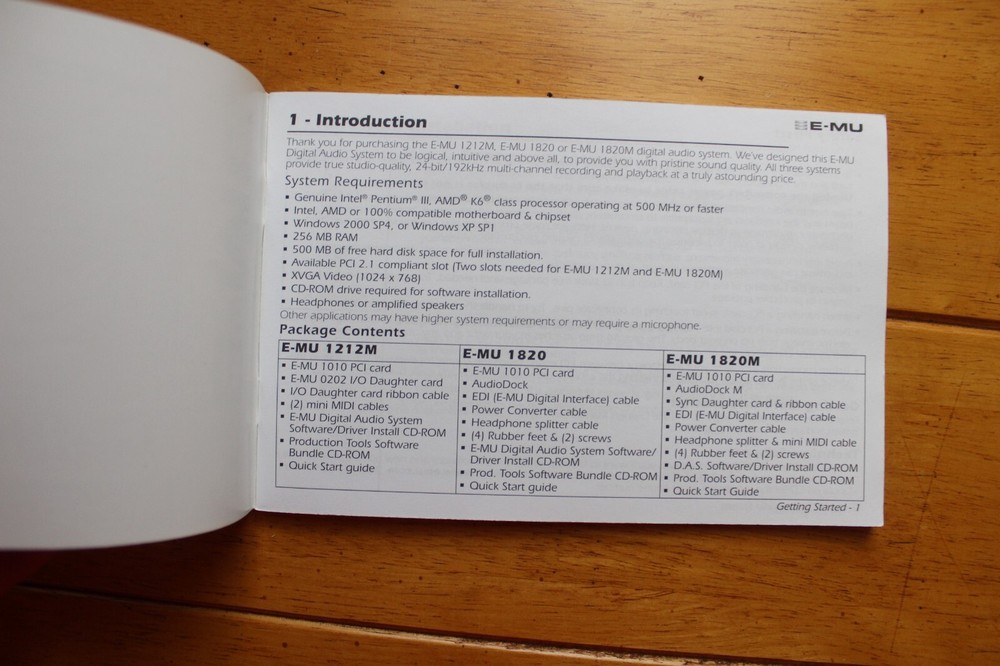 1 - Introduction
E-MU
Thank you for purchasing the E-MU 1212M, E-MU 1820 or E-MU 1820M digital audio system. We've designed this E-MU
Digital Audio System to be logical, intuitive and above all, to provide you with pristine sound quality. All three systems
provide true studio-quality, 24-bit/192kHz multi-channel recording and playback at a truly astounding price.
System Requirements
▪ Genuine Intel® Pentium® III, AMD® K6® class processor operating at 500 MHz or faster
▪ Intel, AMD or 100% compatible motherboard & chipset
▪ Windows 2000 SP4, or Windows XP SP1
▪ 256 MB RAM
▪ 500 MB of free hard disk space for full installation.
▪ Available PCI 2.1 compliant slot (Two slots needed for E-MU 1212M and E-MU 1820M)
▪ XVGA Video (1024 x 768)
▪ CD-ROM drive required for software installation.
▪ Headphones or amplified speakers
Other applications may have higher system requirements or may require a microphone.
Package Contents
E-MU 1212M
▪ E-MU 1010 PCI card
▪ E-MU 0202 I/O Daughter card
▪ I/O Daughter card ribbon cable
▪ (2) mini MIDI cables
▪ E-MU Digital Audio System
Software/Driver Install CD-ROM
▪ Production Tools Software
Bundle CD-ROM
▪ Quick Start guide
E-MU 1820
▪ E-MU 1010 PCI card
▪ AudioDock
▪ EDI (E-MU Digital Interface) cable
▪ Power Converter cable
▪ Headphone splitter cable
▪ (4) Rubber feet & (2) screws
▪ E-MU Digital Audio System Software/
Driver Install CD-ROM
▪ Prod. Tools Software Bundle CD-ROM
▪ Quick Start guide
E-MU 1820M
▪ E-MU 1010 PCI card
▪ AudioDock M
▪ Sync Daughter card & ribbon cable
▪ EDI (E-MU Digital Interface) cable
▪ Power Converter cable
▪ Headphone splitter & mini MIDI cable
▪ (4) Rubber feet & (2) screws
▪ D.A.S. Software/Driver Install CD-ROM
▪ Prod. Tools Software Bundle CD-ROM
▪ Quick Start Guide
Getting Started - 1